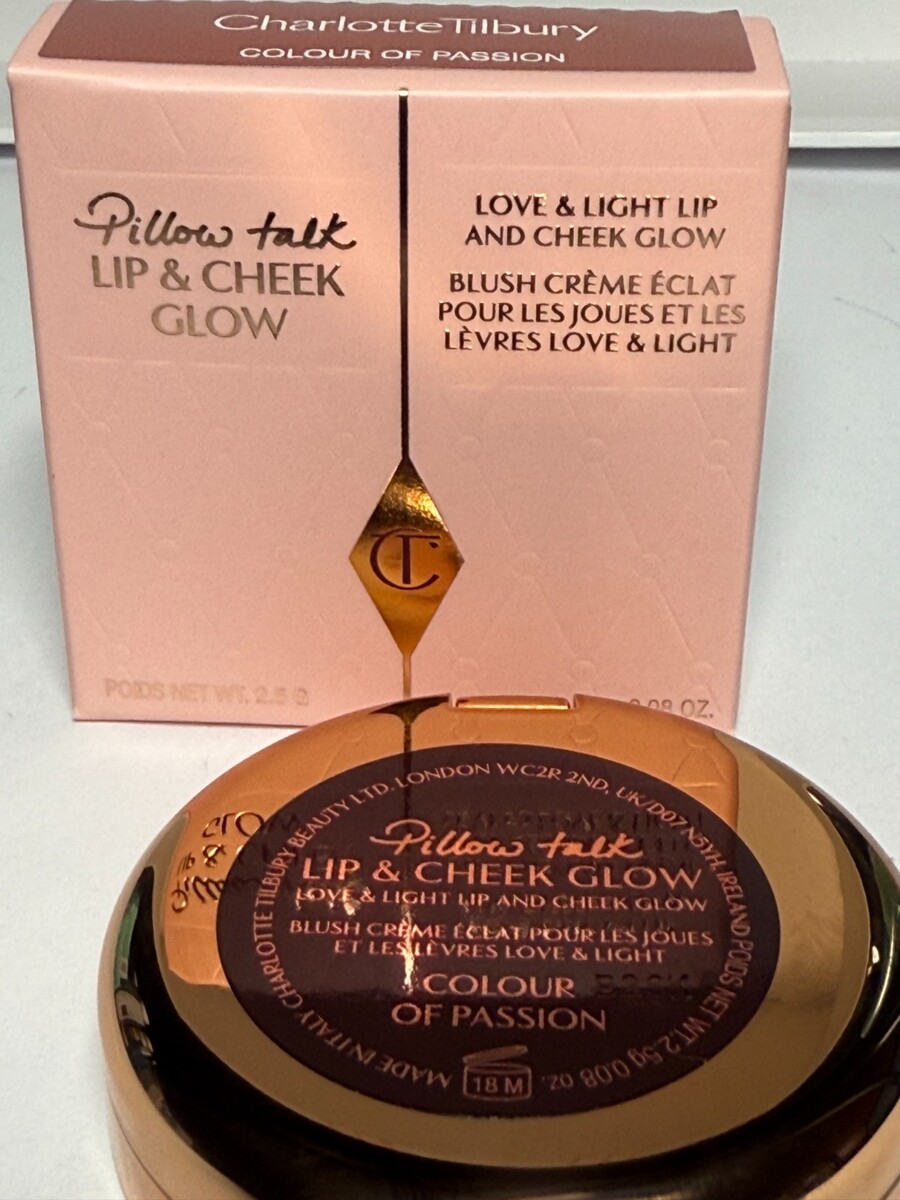 CharlotteTilbury
COLOUR OF PASSION
Pillow talk
LIP & CHEEK
GLOW
LOVE & LIGHT LIP
AND CHEEK GLOW
BLUSH CRÈME ÉCLAT
POUR LES JOUES ET LES
LÈVRES LOVE & LIGHT
CT
POIDS NET WT. 2.5 G
0.08 OZ.
CHARLOTTE TILBURY BEAUTY LTD, LONDON WC2R 2ND, UK/D07 N5YH, IRELAND POIDS NET WT 2.5g 0.08 OZ.
Pillow talk
LIP & CHEEK GLOW
LOVE & LIGHT LIP AND CHEEK GLOW
BLUSH CRÈME ÉCLAT POUR LES JOUES
ET LES LÈVRES LOVE & LIGHT
COLOUR
OF PASSION
18 M
MADE IN ITALY